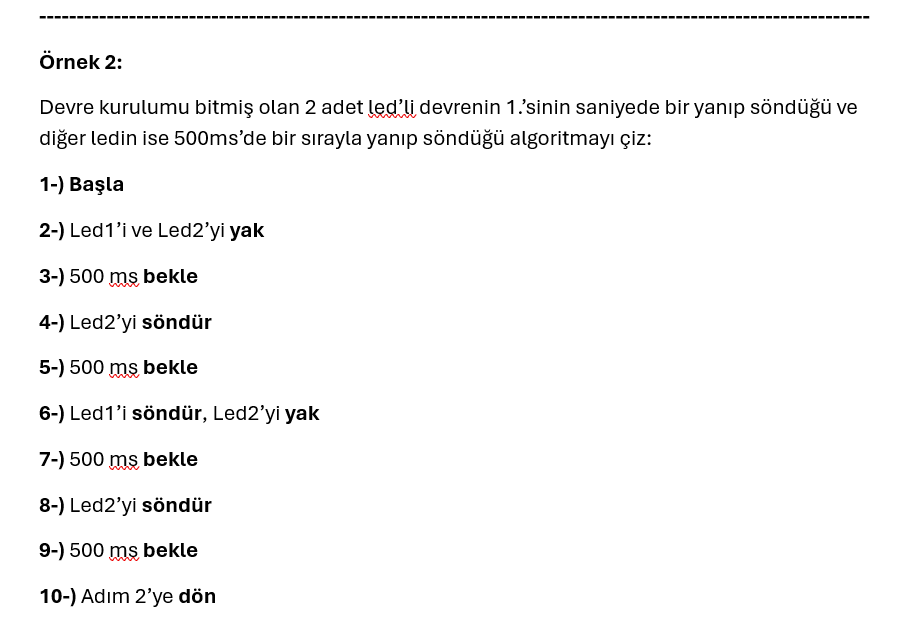 --------------------------------------------------------------------------------------------------------------
Örnek 2:
Devre kurulumu bitmiş olan 2 adet led’li devrenin 1.’sinin saniyede bir yanıp söndüğü ve
diğer ledin ise 500ms’de bir sırayla yanıp söndüğü algoritmayı çiz:
1-) Başla
2-) Led1’i ve Led2’yi yak
3-) 500 ms bekle
4-) Led2’yi söndür
5-) 500 ms bekle
6-) Led1’i söndür, Led2’yi yak
7-) 500 ms bekle
8-) Led2’yi söndür
9-) 500 ms bekle
10-) Adım 2’ye dön